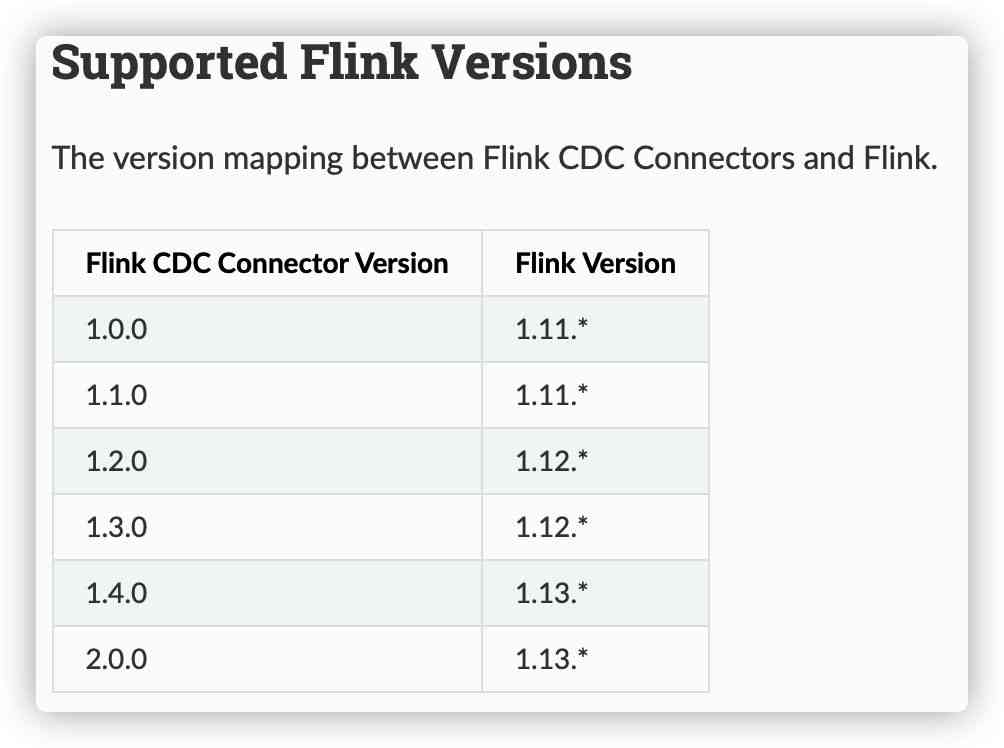 Supported Flink Versions
The version mapping between Flink CDC Connectors and Flink.
Flink CDC Connector Version Flink Version
1.0.0 1.11.*
1.1.0 1.11.*
1.2.0 1.12.*
1.3.0 1.12.*
1.4.0 1.13.*
2.0.0 1.13.*